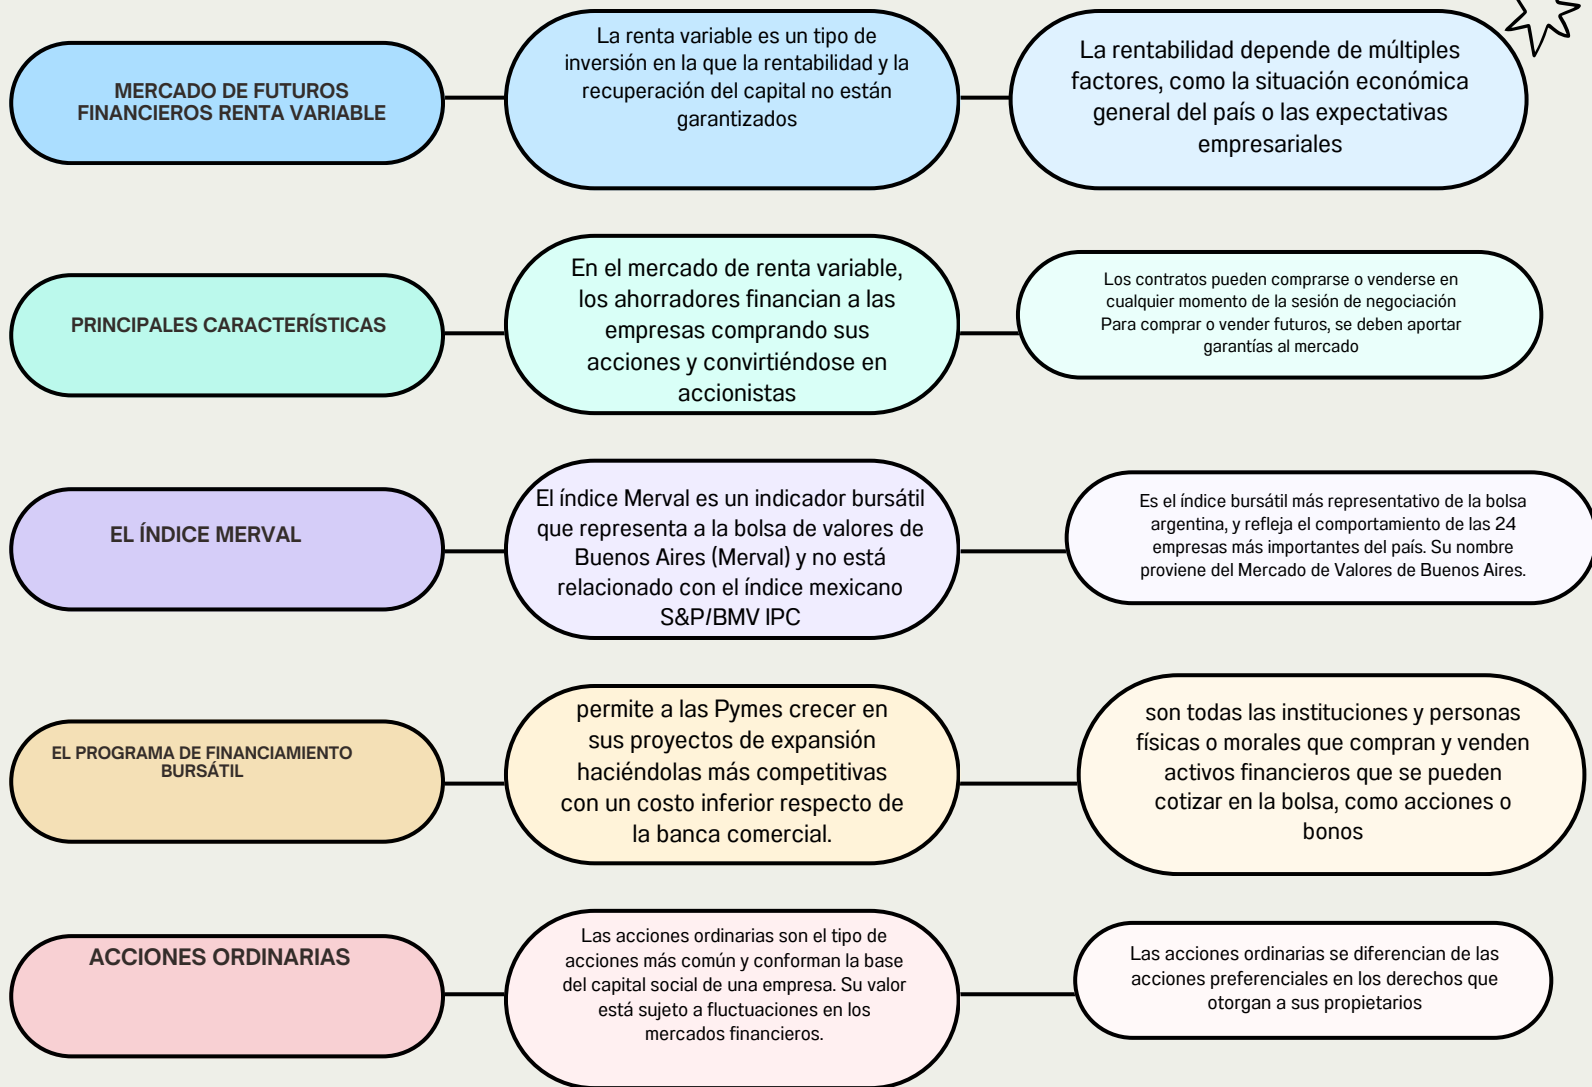 MERCADO DE FUTUROS
FINANCIEROS RENTA VARIABLE
La renta variable es un tipo de
inversión en la que la rentabilidad y la
recuperación del capital no están
garantizados
La rentabilidad depende de múltiples
factores, como la situación económica
general del país o las expectativas
empresariales
PRINCIPALES CARACTERÍSTICAS
En el mercado de renta variable,
los ahorradores financian a las
empresas comprando sus
acciones y convirtiéndose en
accionistas
Los contratos pueden comprarse o venderse en
cualquier momento de la sesión de negociación
Para comprar o vender futuros, se deben aportar
garantías al mercado
EL ÍNDICE MERVAL
El índice Merval es un indicador bursátil
que representa a la bolsa de valores de
Buenos Aires (Merval) y no está
relacionado con el índice mexicano
S&P/BMV IPC
Es el índice bursátil más representativo de la bolsa
argentina, y refleja el comportamiento de las 24
empresas más importantes del país. Su nombre
proviene del Mercado de Valores de Buenos Aires.
EL PROGRAMA DE FINANCIAMIENTO
BURSÁTIL
permite a las Pymes crecer en
sus proyectos de expansión
haciéndolas más competitivas
con un costo inferior respecto de
la banca comercial.
son todas las instituciones y personas
físicas o morales que compran y venden
activos financieros que se pueden
cotizar en la bolsa, como acciones o
bonos
ACCIONES ORDINARIAS
Las acciones ordinarias son el tipo de
acciones más común y conforman la base
del capital social de una empresa. Su valor
está sujeto a fluctuaciones en los
mercados financieros.
Las acciones ordinarias se diferencian de las
acciones preferenciales en los derechos que
otorgan a sus propietarios